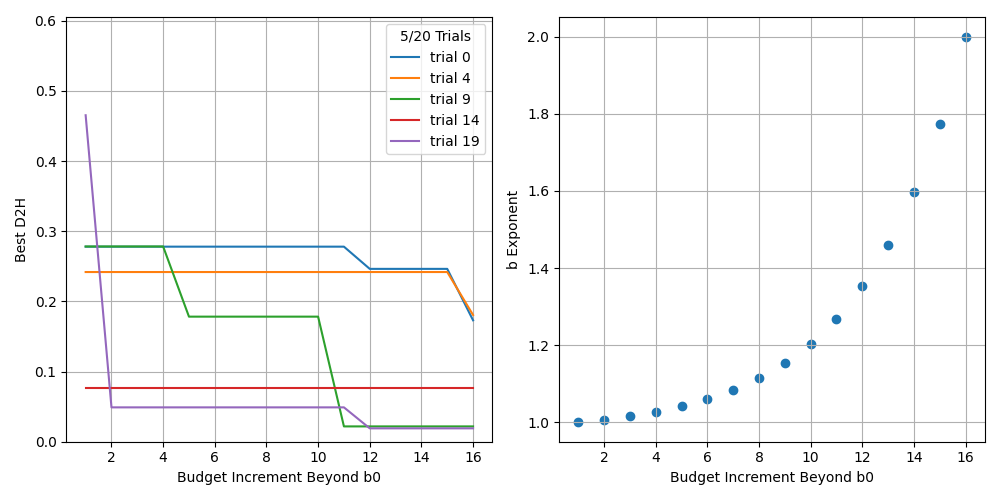 0.6
0.5
0.4
0.3
0.2
0.1
0.0
Best D2H
2 4 6 8 10 12 14 16
Budget Increment Beyond b0
5/20 Trials
trial 0
trial 4
trial 9
trial 14
trial 19
2.0
1.8
1.6
1.4
1.2
1.0
b Exponent
2 4 6 8 10 12 14 16
Budget Increment Beyond b0